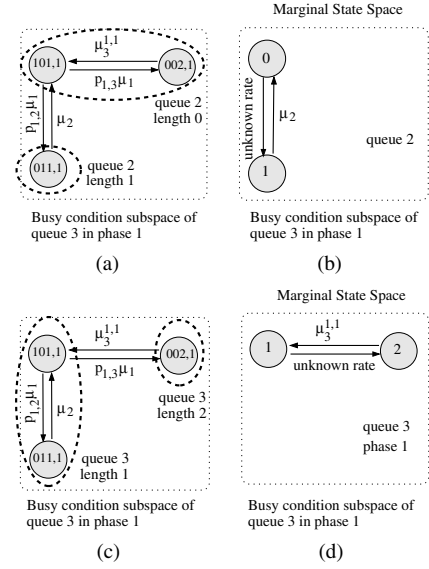 μ₃^{1,1}
101,1
002,1
p₁,₃μ₁
queue 2
length 0
p₁,₂μ₁
μ₂
011,1
queue 2
length 1
Busy condition subspace of
queue 3 in phase 1
(a)
Marginal State Space
0
unknown rate
μ₂
queue 2
1
Busy condition subspace of
queue 3 in phase 1
(b)
μ₃^{1,1}
101,1
002,1
p₁,₃μ₁
p₁,₂μ₁
μ₂
queue 3
length 2
011,1
queue 3
length 1
Busy condition subspace of
queue 3 in phase 1
(c)
Marginal State Space
μ₃^{1,1}
1
2
unknown rate
queue 3
phase 1
Busy condition subspace of
queue 3 in phase 1
(d)